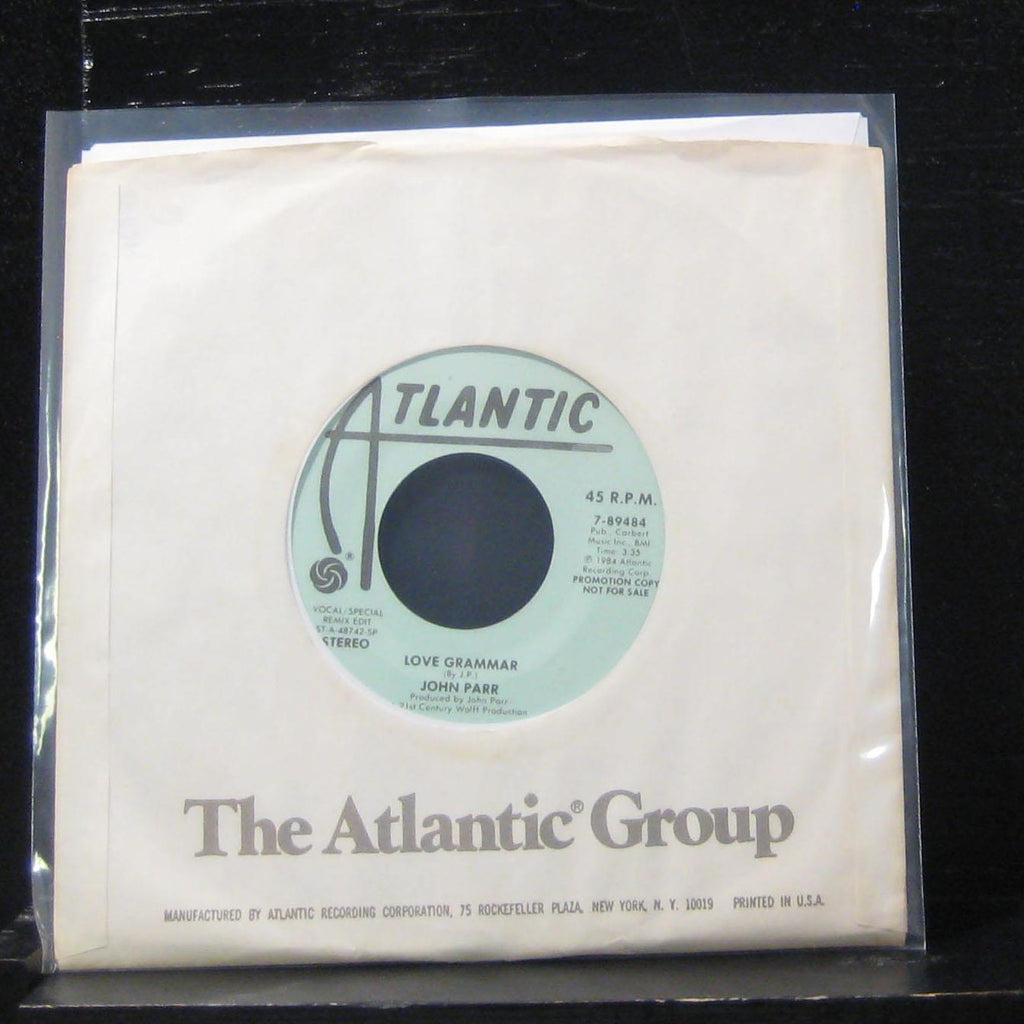 ATLANTIC
®
45 R.P.M.
7-89484
Pub., Carbert
Music Inc., BMI
Time: 3:35
℗ 1984 Atlantic
Recording Corp.
PROMOTION COPY
NOT FOR SALE
VOCAL/SPECIAL
REMIX EDIT
ST-A-48742-SP
STEREO
LOVE GRAMMAR
(By J.P.)
JOHN PARR
Produced by John Parr
21st Century Wolff Production
The Atlantic® Group
MANUFACTURED BY ATLANTIC RECORDING CORPORATION, 75 ROCKEFELLER PLAZA, NEW YORK, N. Y. 10019 PRINTED IN U.S.A.